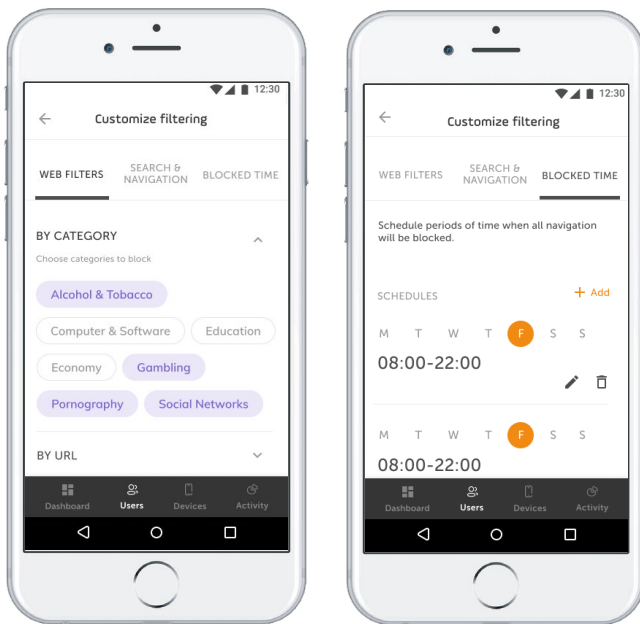 12:30
Customize filtering
WEB FILTERS
SEARCH &
NAVIGATION
BLOCKED TIME
BY CATEGORY
Choose categories to block
Alcohol & Tobacco
Computer & Software
Education
Economy
Gambling
Pornography
Social Networks
BY URL
Dashboard
Users
Devices
Activity
12:30
Customize filtering
WEB FILTERS
SEARCH &
NAVIGATION
BLOCKED TIME
Schedule periods of time when all navigation
will be blocked.
SCHEDULES
+ Add
M T W T F S S
08:00-22:00
M T W T F S S
08:00-22:00
Dashboard
Users
Devices
Activity